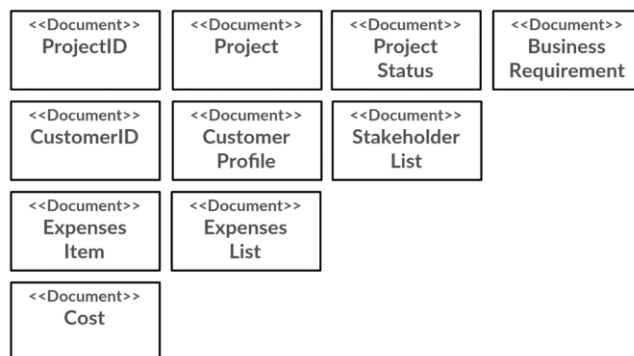 <<Document>>
ProjectID
<<Document>>
Project
<<Document>>
Project
Status
<<Document>>
Business
Requirement
<<Document>>
CustomerID
<<Document>>
Customer
Profile
<<Document>>
Stakeholder
List
<<Document>>
Expenses
Item
<<Document>>
Expenses
List
<<Document>>
Cost